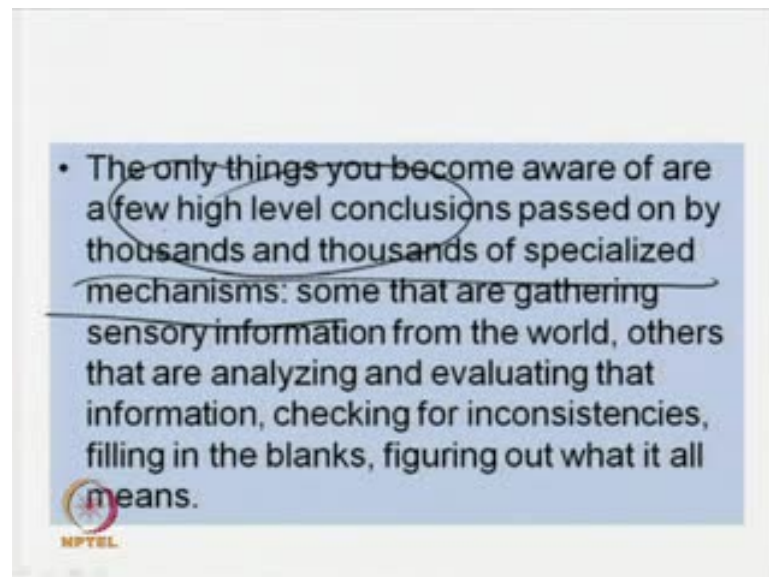 • The only things you become aware of are
a few high level conclusions passed on by
thousands and thousands of specialized
mechanisms: some that are gathering
sensory information from the world, others
that are analyzing and evaluating that
information, checking for inconsistencies,
filling in the blanks, figuring out what it all
means.
NPTEL